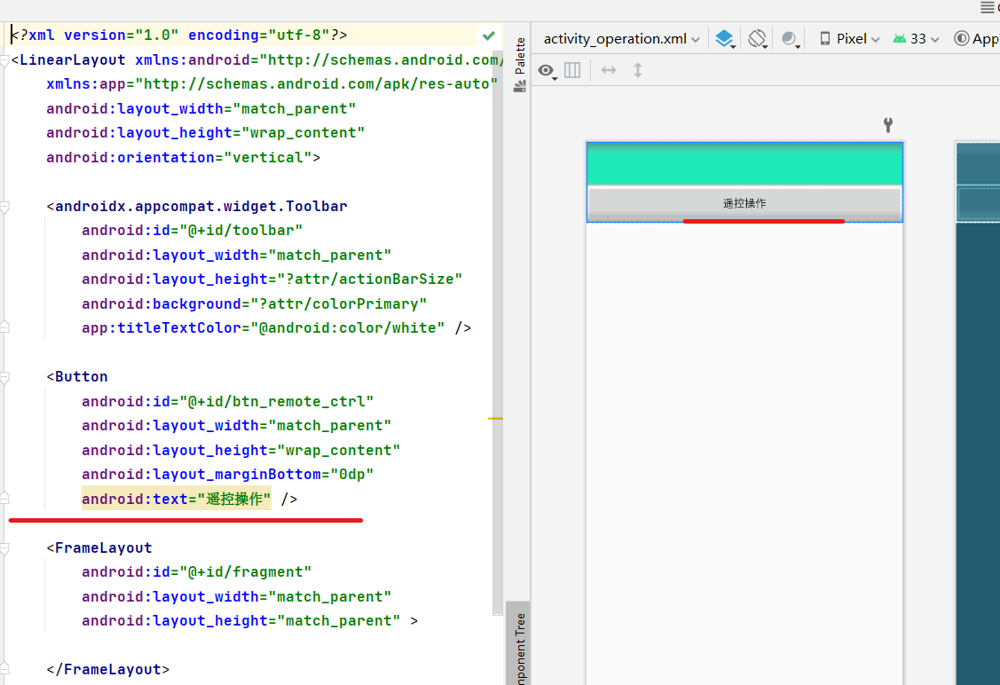 <?xml version="1.0" encoding="utf-8"?>
<LinearLayout xmlns:android="http://schemas.android.com/
xmlns:app="http://schemas.android.com/apk/res-auto"
android:layout_width="match_parent"
android:layout_height="wrap_content"
android:orientation="vertical">
<androidx.appcompat.widget.Toolbar
android:id="@+id/toolbar"
android:layout_width="match_parent"
android:layout_height="?attr/actionBarSize"
android:background="?attr/colorPrimary"
app:titleTextColor="@android:color/white" />
<Button
android:id="@+id/btn_remote_ctrl"
android:layout_width="match_parent"
android:layout_height="wrap_content"
android:layout_marginBottom="0dp"
android:text="遥控操作" />
<FrameLayout
android:id="@+id/fragment"
android:layout_width="match_parent"
android:layout_height="match_parent" >
</FrameLayout>
Palette
activity_operation.xml
Pixel
33
App
遥控操作
mponent Tree